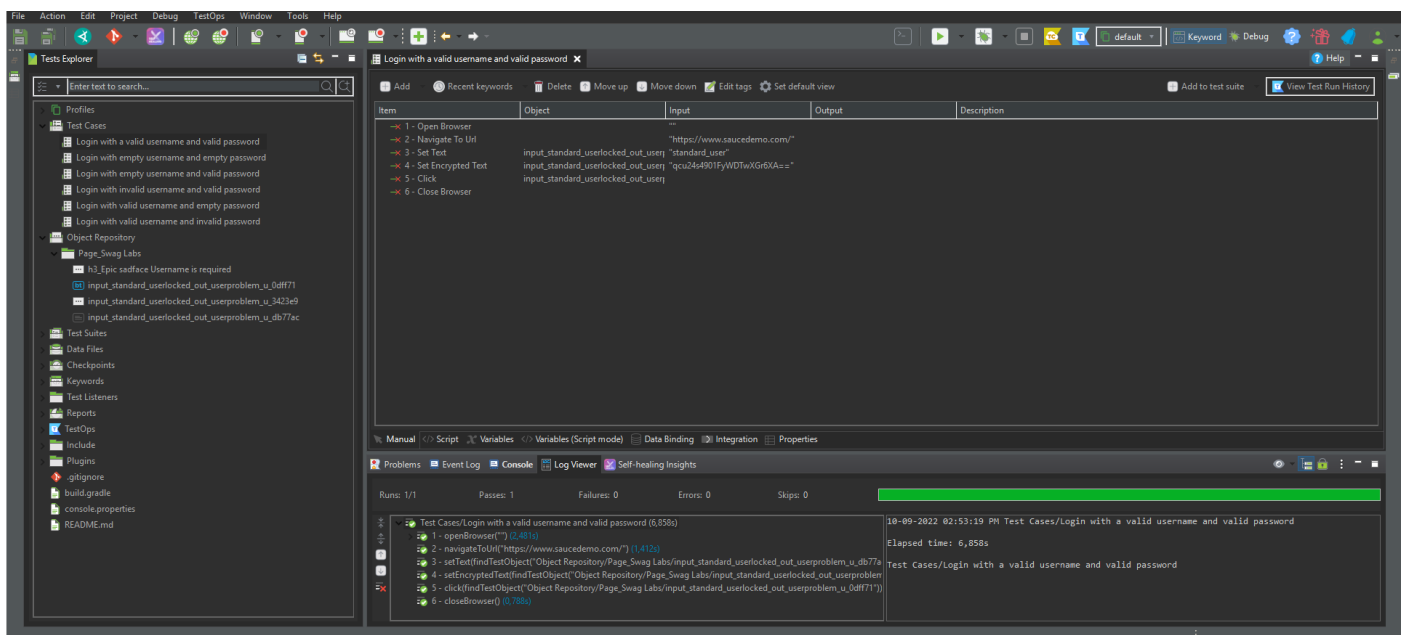 File Action Edit Project Debug TestOps Window Tools Help
default Keyword Debug
Tests Explorer
Enter text to search...
Profiles
Test Cases
Login with a valid username and valid password
Login with empty username and empty password
Login with empty username and valid password
Login with invalid username and valid password
Login with valid username and empty password
Login with valid username and invalid password
Object Repository
Page_Swag Labs
h3_Epic sadface Username is required
input_standard_userlocked_out_userproblem_u_0dff71
input_standard_userlocked_out_userproblem_u_3423e9
input_standard_userlocked_out_userproblem_u_db77ac
Test Suites
Data Files
Checkpoints
Keywords
Test Listeners
Reports
TestOps
Include
Plugins
.gitignore
build.gradle
console.properties
README.md
Login with a valid username and valid password
Help
Add Recent keywords Delete Move up Move down Edit tags Set default view Add to test suite View Test Run History
Item Object Input Output Description
1 - Open Browser ""
2 - Navigate To Url "https://www.saucedemo.com/"
3 - Set Text input_standard_userlocked_out_user "standard_user"
4 - Set Encrypted Text input_standard_userlocked_out_user "qcu24s4901FyWDTwXGr6XA=="
5 - Click input_standard_userlocked_out_user
6 - Close Browser
Manual Script Variables Variables (Script mode) Data Binding Integration Properties
Problems Event Log Console Log Viewer Self-healing Insights
Runs: 1/1 Passes: 1 Failures: 0 Errors: 0 Skips: 0
Test Cases/Login with a valid username and valid password (6,858s)
1 - openBrowser("") (2,481s)
2 - navigateToUrl("https://www.saucedemo.com/") (1,412s)
3 - setText(findTestObject("Object Repository/Page_Swag Labs/input_standard_userlocked_out_userproblem_u_db77a
4 - setEncryptedText(findTestObject("Object Repository/Page_Swag Labs/input_standard_userlocked_out_userproblem
5 - click(findTestObject("Object Repository/Page_Swag Labs/input_standard_userlocked_out_userproblem_u_0dff71"))
6 - closeBrowser() (0,788s)
10-09-2022 02:53:19 PM Test Cases/Login with a valid username and valid password
Elapsed time: 6,858s
Test Cases/Login with a valid username and valid password